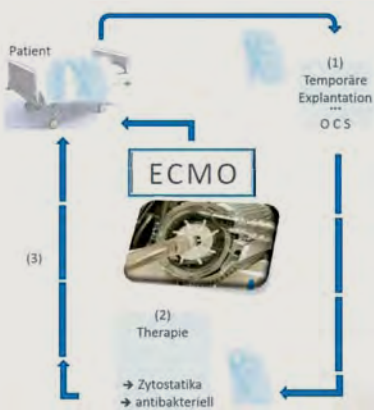 Patient
(1)
Temporäre
Explantation
...
OCS
ECMO
(3)
(2)
Therapie
→ Zytostatika
→ antibakteriell